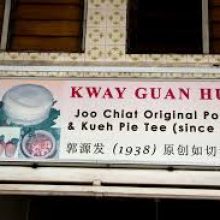 KWAY GUAN HU
Joo Chiat Original Po
& Kueh Pie Tee (since
郭源发 (1938) 原创如切